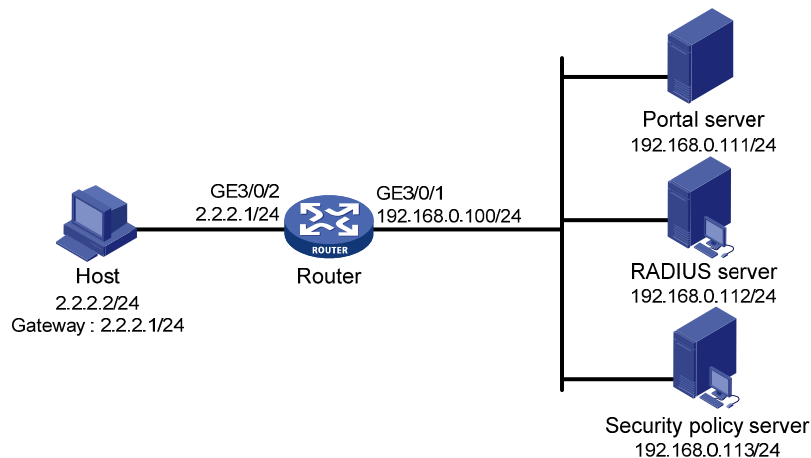 Portal server
192.168.0.111/24
GE3/0/2
2.2.2.1/24
GE3/0/1
192.168.0.100/24
ROUTER
Host
2.2.2.2/24
Gateway : 2.2.2.1/24
Router
RADIUS server
192.168.0.112/24
Security policy server
192.168.0.113/24